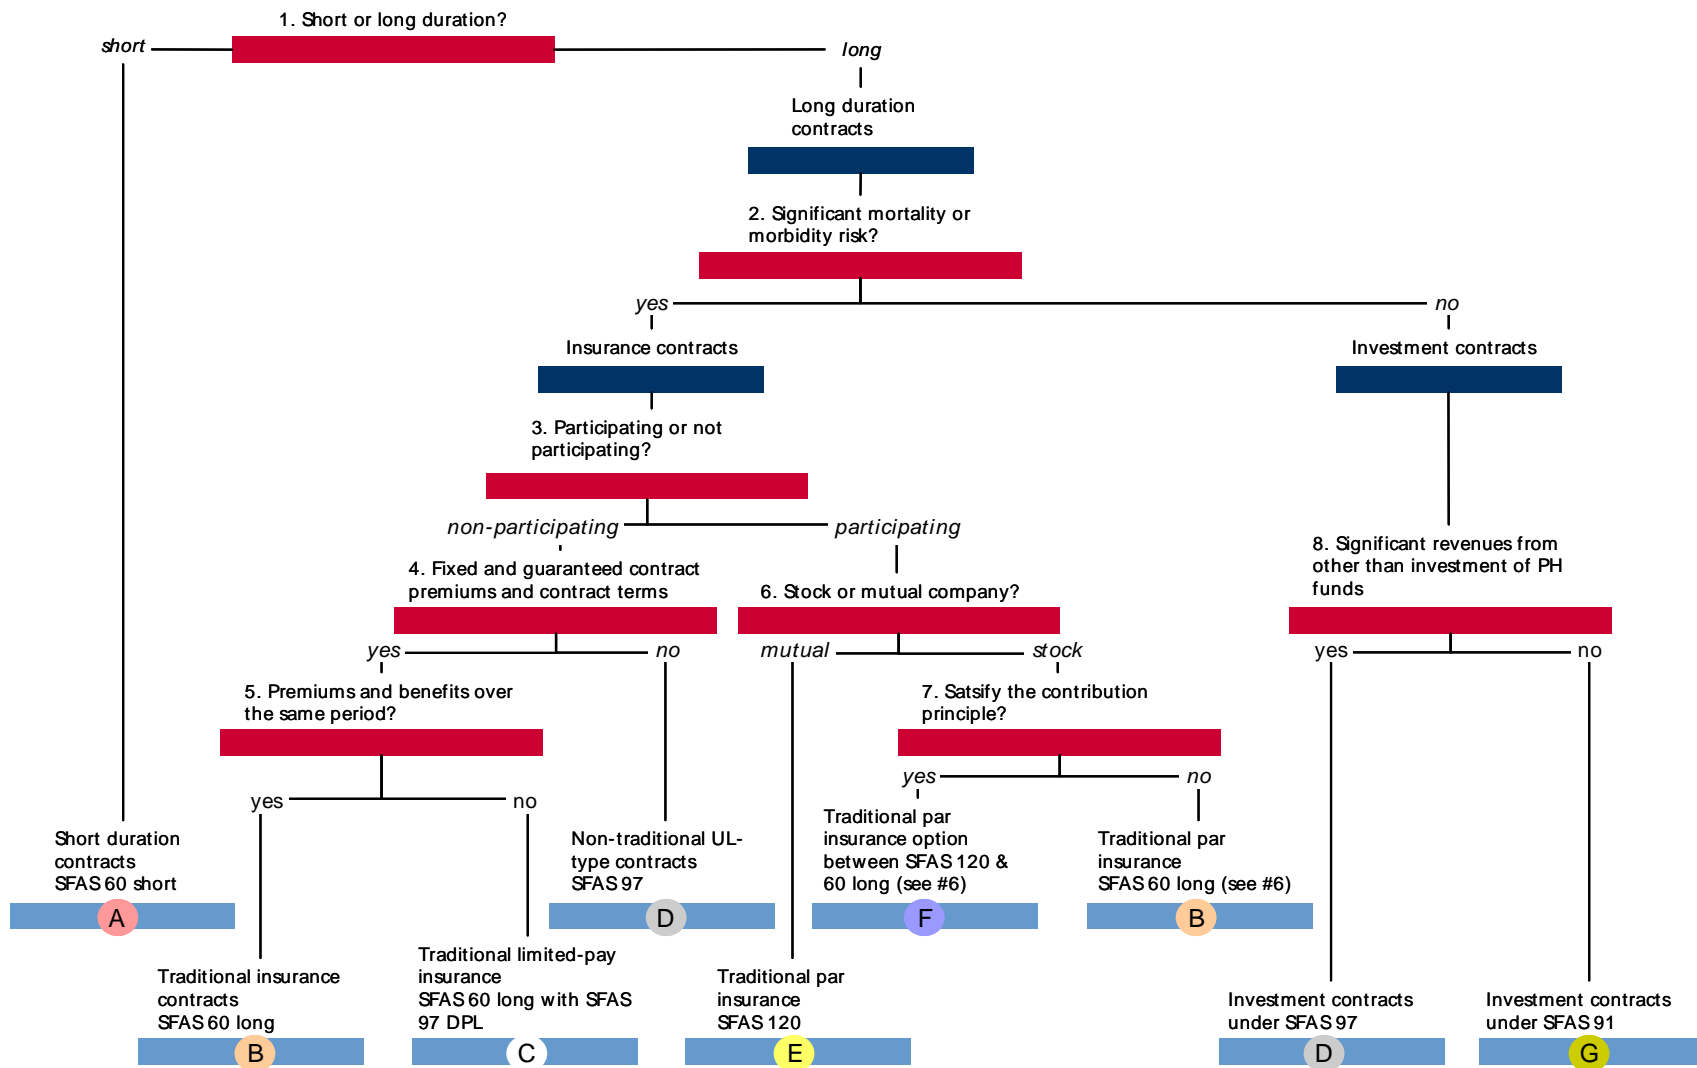 1. Short or long duration?
short
long
Long duration
contracts
2. Significant mortality or
morbidity risk?
yes
no
Insurance contracts
Investment contracts
3. Participating or not
participating?
non-participating
participating
4. Fixed and guaranteed contract
premiums and contract terms
6. Stock or mutual company?
8. Significant revenues from
other than investment of PH
funds
yes
no
mutual
stock
yes
no
5. Premiums and benefits over
the same period?
7. Satsify the contribution
principle?
yes
no
yes
no
Short duration
contracts
SFAS 60 short
A
Non-traditional UL-
type contracts
SFAS 97
D
Traditional par
insurance option
between SFAS 120 &
60 long (see #6)
F
Traditional par
insurance
SFAS 60 long (see #6)
B
Traditional insurance
contracts
SFAS 60 long
B
Traditional limited-pay
insurance
SFAS 60 long with SFAS
97 DPL
C
Traditional par
insurance
SFAS 120
E
Investment contracts
under SFAS 97
D
Investment contracts
under SFAS 91
G